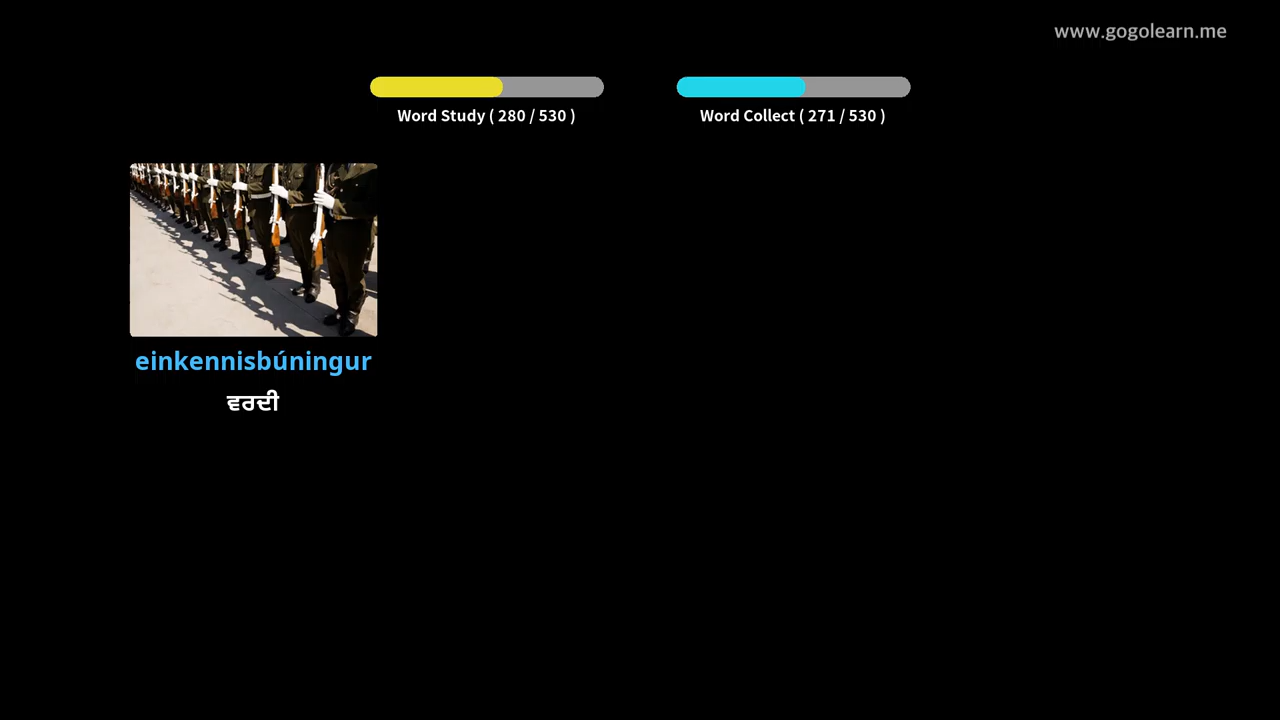 www.gogolearn.me
Word Study ( 280 / 530 )
Word Collect ( 271 / 530 )
einkennisbúningur
ਵਰਦੀ